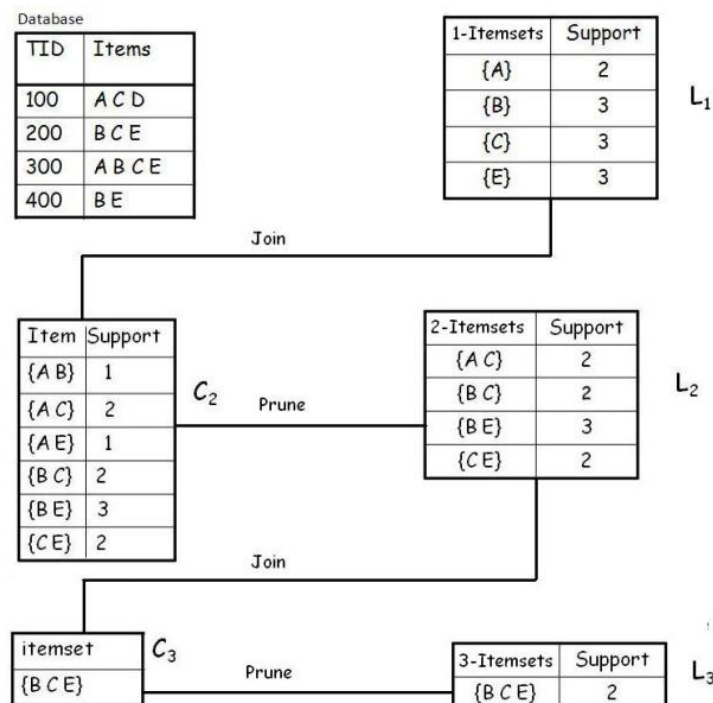 Database
TID Items
100 A C D
200 B C E
300 A B C E
400 B E
1-Itemsets Support
{A} 2
{B} 3
{C} 3
{E} 3
L1
Join
Item Support
{A B} 1
{A C} 2
{A E} 1
{B C} 2
{B E} 3
{C E} 2
C2
Prune
2-Itemsets Support
{A C} 2
{B C} 2
{B E} 3
{C E} 2
L2
Join
itemset
{B C E}
C3
Prune
3-Itemsets Support
{B C E} 2
L3